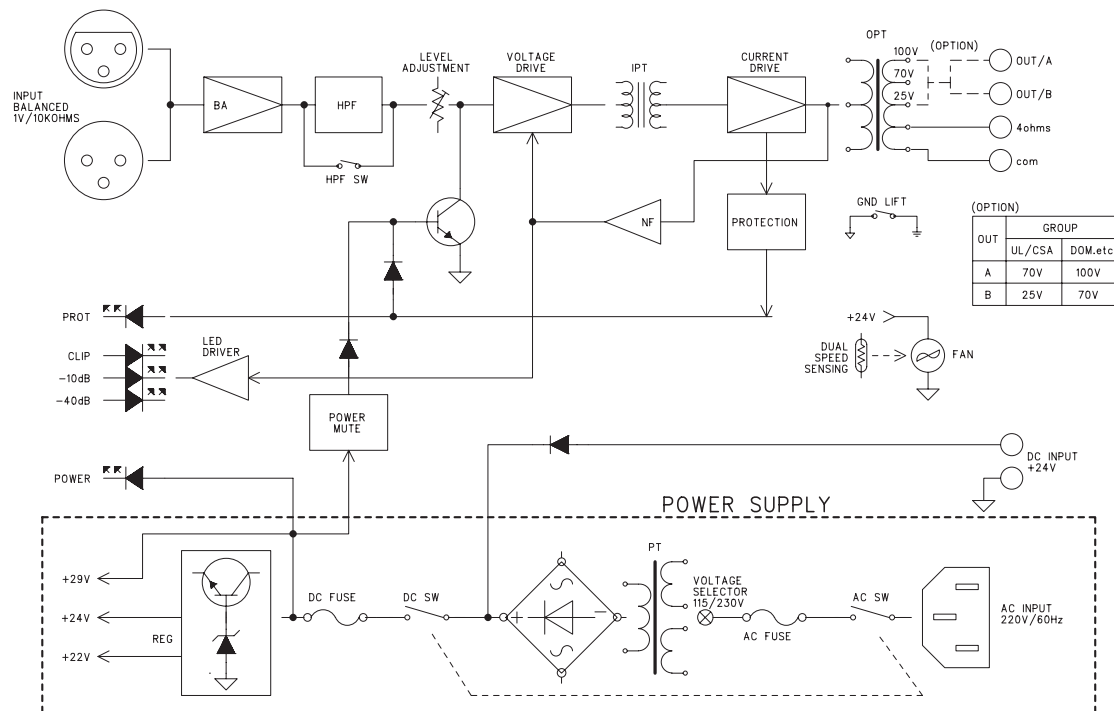 INPUT
BALANCED
1V/10KOHMS
BA
HPF
HPF SW
LEVEL
ADJUSTMENT
VOLTAGE
DRIVE
IPT
CURRENT
DRIVE
OPT
100V
70V
25V
(OPTION)
OUT/A
OUT/B
4ohms
com
NF
PROTECTION
GND LIFT
(OPTION)
OUT GROUP
UL/CSA DOM.etc
A 70V 100V
B 25V 70V
PROT
CLIP
-10dB
-40dB
LED
DRIVER
POWER
MUTE
+24V
DUAL
SPEED
SENSING
FAN
POWER
DC INPUT
+24V
POWER SUPPLY
+29V
+24V
+22V
REG
DC FUSE
DC SW
+
−
PT
VOLTAGE
SELECTOR
115/230V
AC FUSE
AC SW
AC INPUT
220V/60Hz